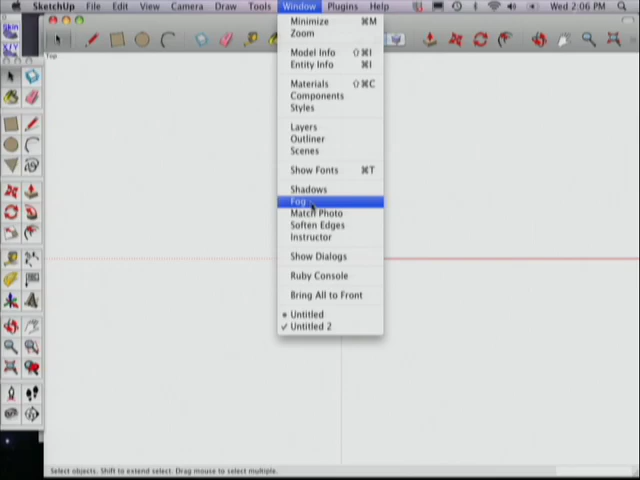 SketchUp File Edit View Camera Draw Tools Window Plugins Help Wed 2:06 PM
Skin
X/Y
Top
Minimize ⌘M
Zoom
Model Info ⇧⌘I
Entity Info ⌘I
Materials ⇧⌘C
Components
Styles
Layers
Outliner
Scenes
Show Fonts ⌘T
Shadows
Fog
Match Photo
Soften Edges
Instructor
Show Dialogs
Ruby Console
Bring All to Front
Untitled
✓ Untitled 2
Select objects. Shift to extend select. Drag mouse to select multiple.